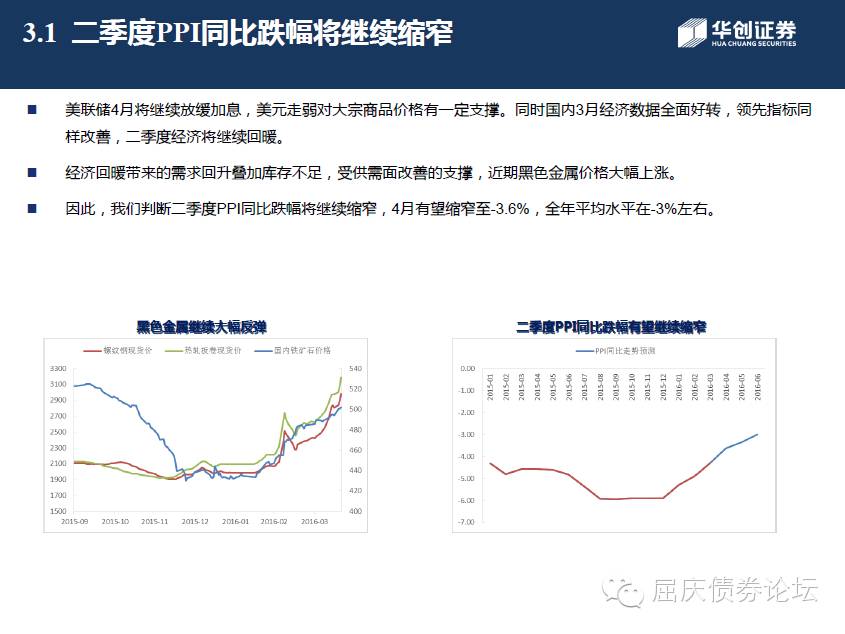 3.1 二季度PPI同比跌幅将继续缩窄
华创证券
HUA CHUANG SECURITIES
■ 美联储4月将继续放缓加息，美元走弱对大宗商品价格有一定支撑。同时国内3月经济数据全面好转，领先指标同
样改善，二季度经济将继续回暖。
■ 经济回暖带来的需求回升叠加库存不足，受供需面改善的支撑，近期黑色金属价格大幅上涨。
■ 因此，我们判断二季度PPI同比跌幅将继续缩窄，4月有望缩窄至-3.6%，全年平均水平在-3%左右。
黑色金属继续大幅反弹
螺纹钢现货价 热轧板卷现货价 国内铁矿石价格
3300
3100
2900
2700
2500
2300
2100
1900
1700
1500
540
520
500
480
460
440
420
400
2015-09 2015-10 2015-11 2015-12 2016-01 2016-02 2016-03
二季度PPI同比跌幅有望继续缩窄
PPI同比走势预测
0.00
-1.00
-2.00
-3.00
-4.00
-5.00
-6.00
-7.00
2015-01 2015-02 2015-03 2015-04 2015-05 2015-06 2015-07 2015-08 2015-09 2015-10 2015-11 2015-12 2016-01 2016-02 2016-03 2016-04 2016-05 2016-06
屈庆债券论坛